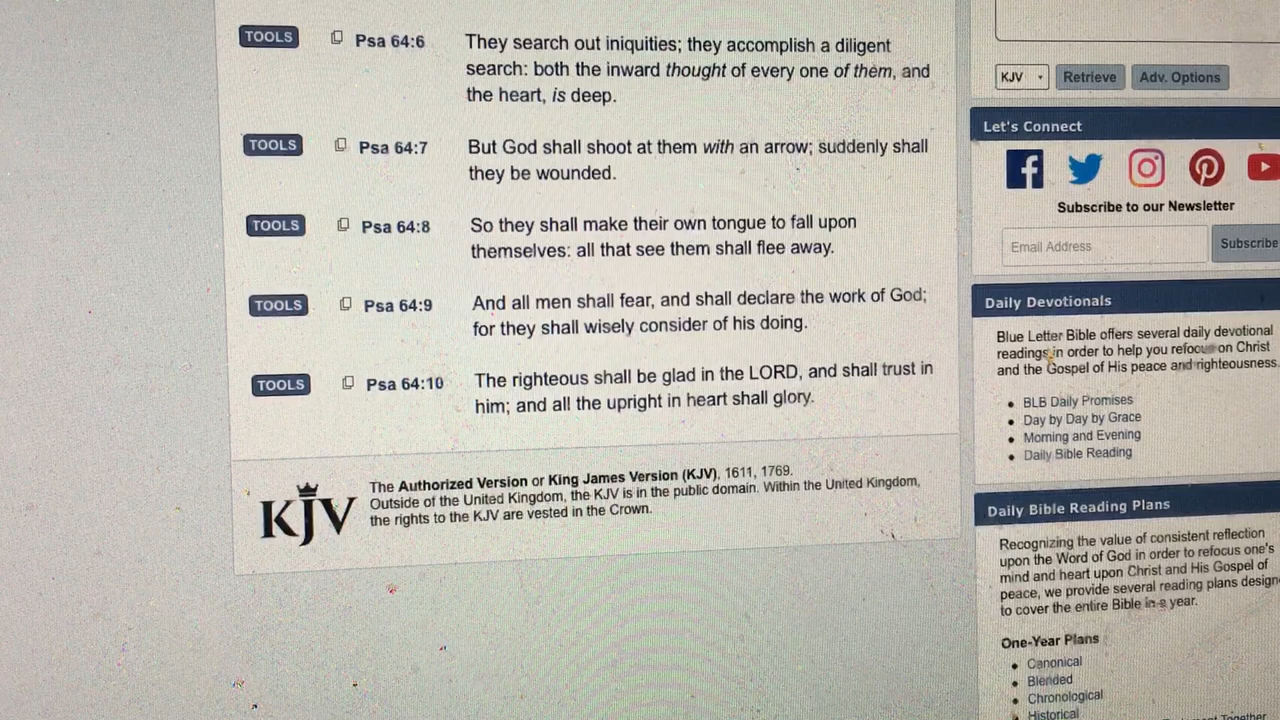 TOOLS Psa 64:6 They search out iniquities; they accomplish a diligent
search: both the inward thought of every one of them, and
the heart, is deep.
TOOLS Psa 64:7 But God shall shoot at them with an arrow; suddenly shall
they be wounded.
TOOLS Psa 64:8 So they shall make their own tongue to fall upon
themselves: all that see them shall flee away.
TOOLS Psa 64:9 And all men shall fear, and shall declare the work of God;
for they shall wisely consider of his doing.
TOOLS Psa 64:10 The righteous shall be glad in the LORD, and shall trust in
him; and all the upright in heart shall glory.
KJV
The Authorized Version or King James Version (KJV), 1611, 1769.
Outside of the United Kingdom, the KJV is in the public domain. Within the United Kingdom,
the rights to the KJV are vested in the Crown.
KJV Retrieve Adv. Options
Let's Connect
Subscribe to our Newsletter
Email Address Subscribe
Daily Devotionals
Blue Letter Bible offers several daily devotional
readings in order to help you refocus on Christ
and the Gospel of His peace and righteousness.
BLB Daily Promises
Day by Day by Grace
Morning and Evening
Daily Bible Reading
Daily Bible Reading Plans
Recognizing the value of consistent reflection
upon the Word of God in order to refocus one's
mind and heart upon Christ and His Gospel of
peace, we provide several reading plans design
to cover the entire Bible in a year.
One-Year Plans
Canonical
Blended
Chronological
Historical
Together